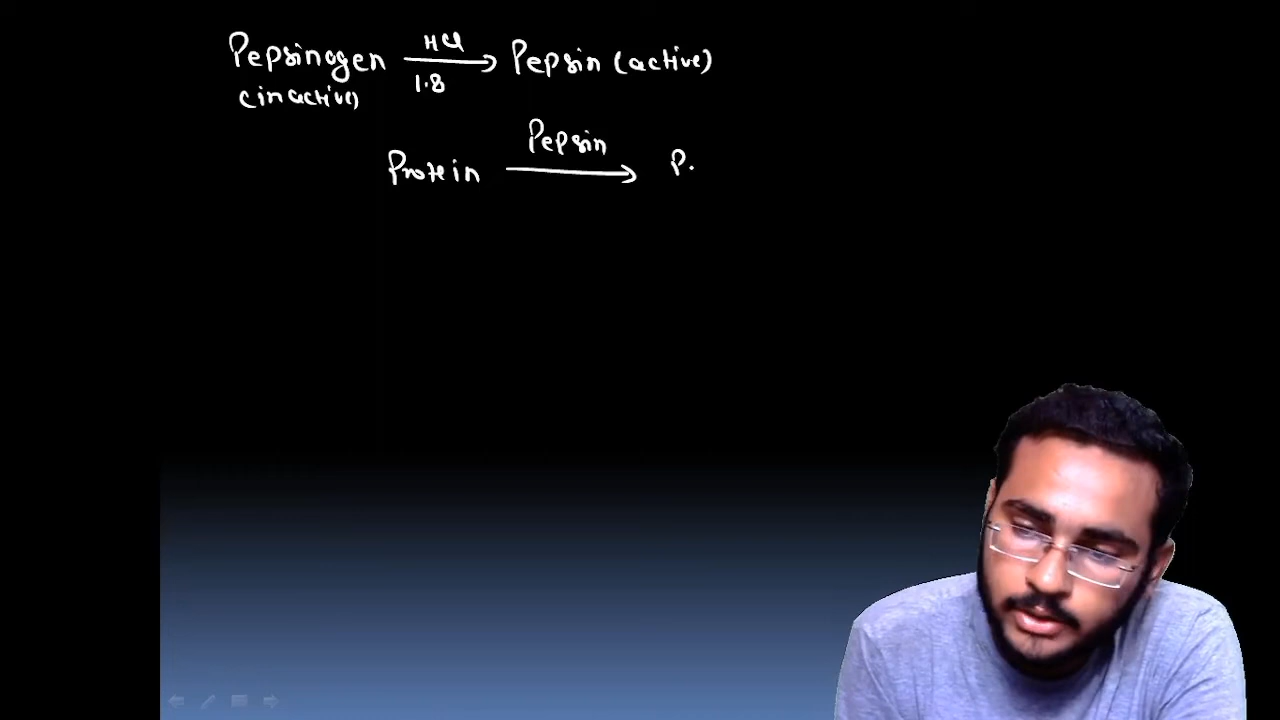 Pepsinogen HCl → Pepsin (active)
1.8
(inactive)
Pepsin
Protein → P.